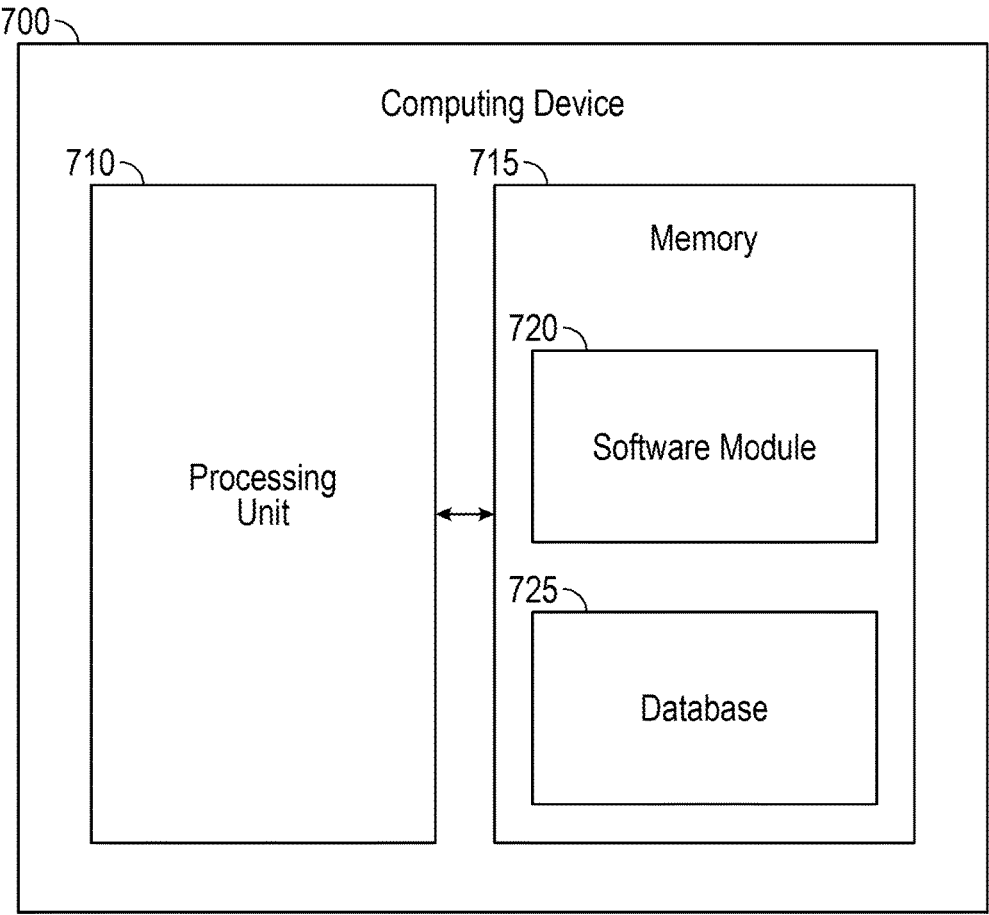 700
Computing Device
710
715
Memory
720
Software Module
Processing
Unit
725
Database